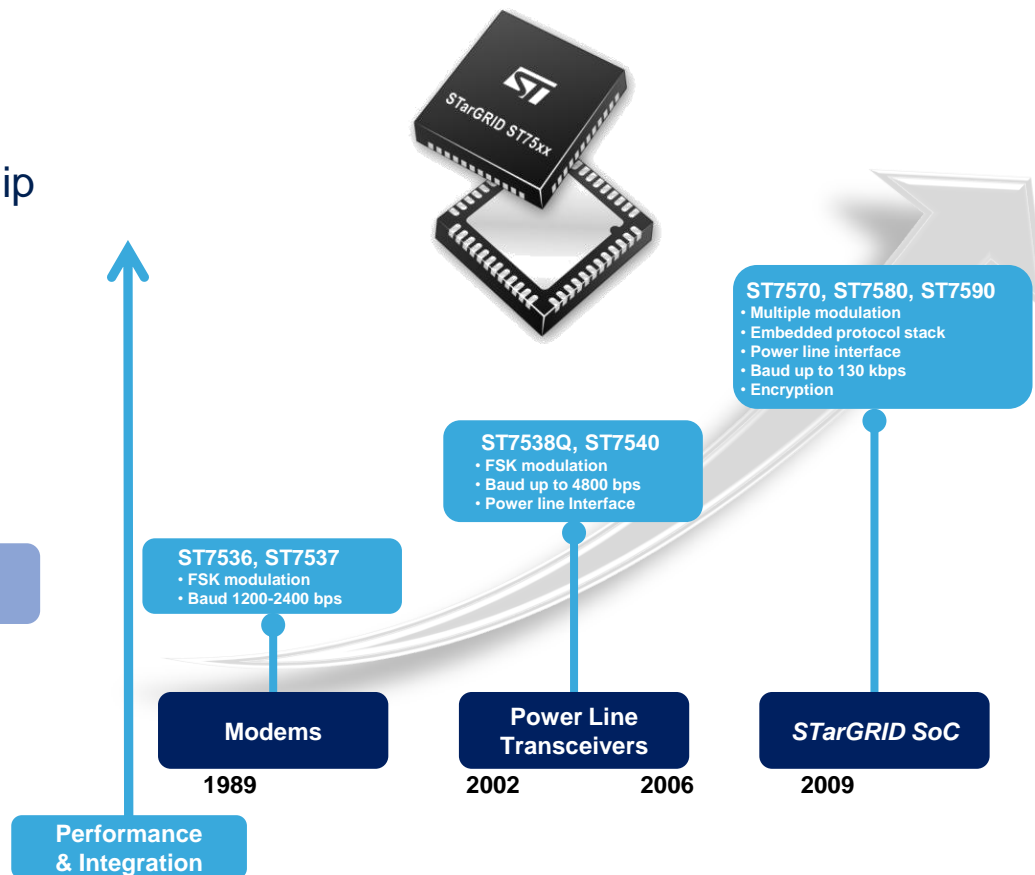 ST
STarGRID ST75xx
ip
ST7570, ST7580, ST7590
• Multiple modulation
• Embedded protocol stack
• Power line interface
• Baud up to 130 kbps
• Encryption
ST7538Q, ST7540
• FSK modulation
• Baud up to 4800 bps
• Power line Interface
ST7536, ST7537
• FSK modulation
• Baud 1200-2400 bps
Modems
Power Line
Transceivers
STarGRID SoC
1989
2002
2006
2009
Performance
& Integration